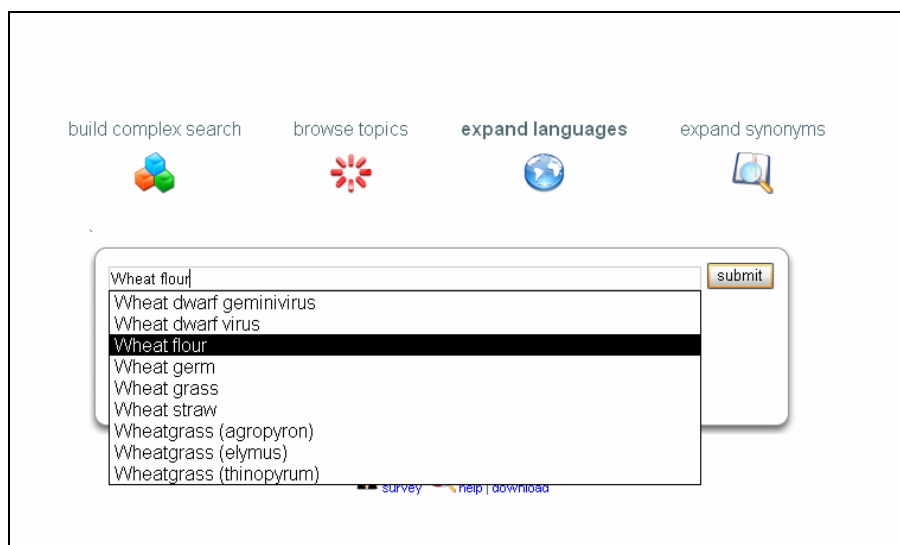 build complex search browse topics expand languages expand synonyms
Wheat flour submit
Wheat dwarf geminivirus
Wheat dwarf virus
Wheat flour
Wheat germ
Wheat grass
Wheat straw
Wheatgrass (agropyron)
Wheatgrass (elymus)
Wheatgrass (thinopyrum)
survey help | download